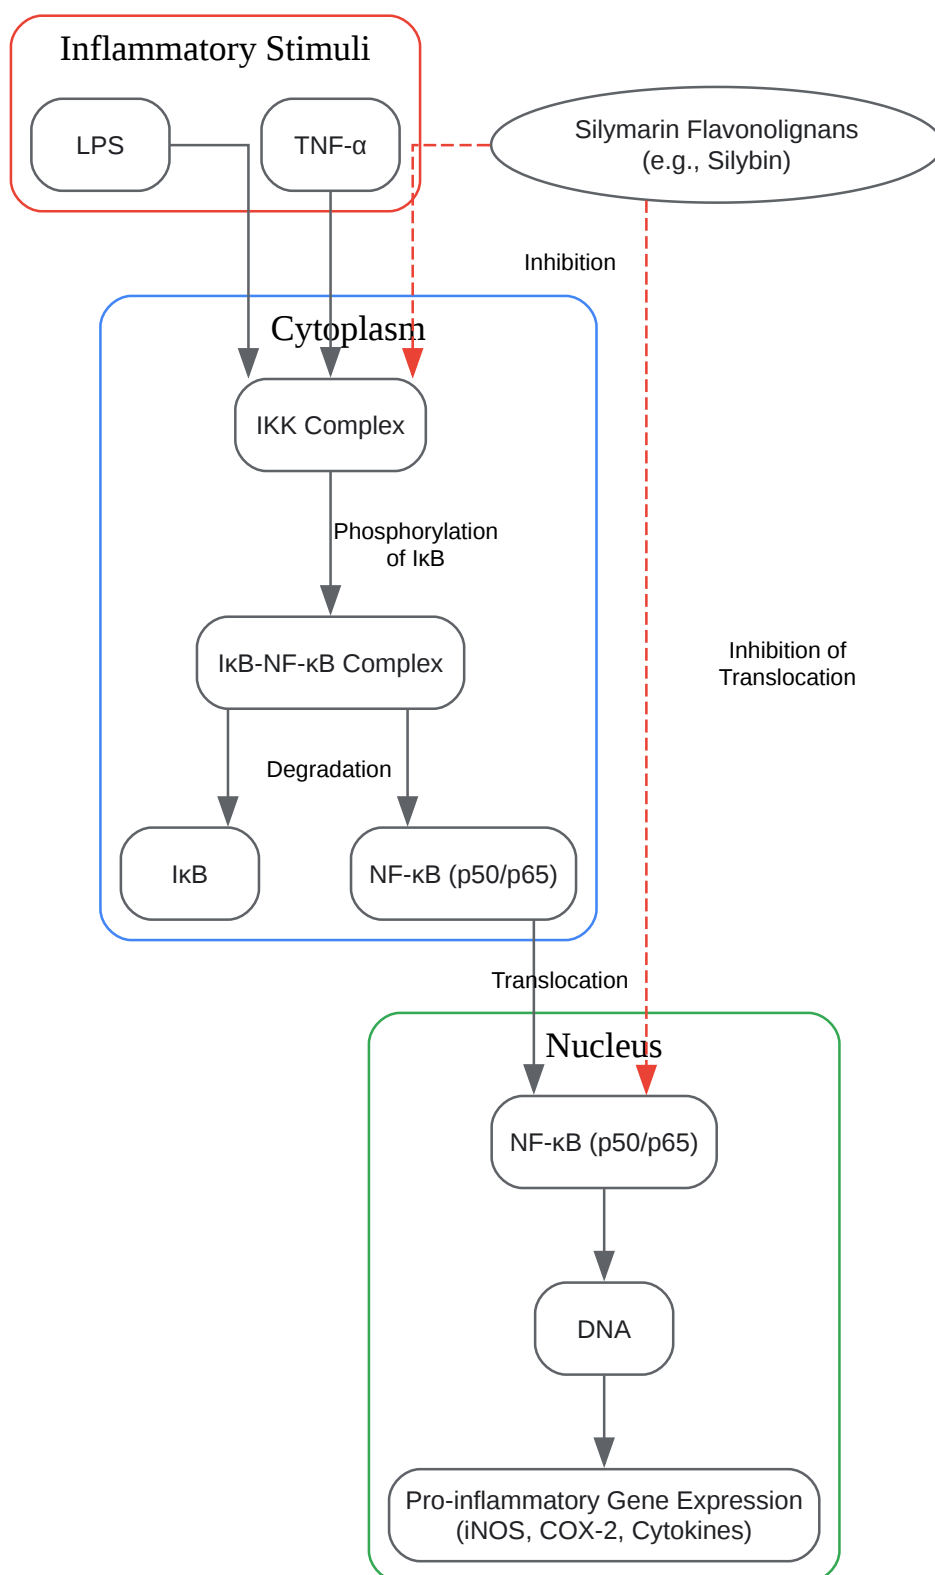 Inflammatory Stimuli
LPS
TNF-α
Silymarin Flavonolignans
(e.g., Silybin)
Inhibition
Cytoplasm
IKK Complex
Phosphorylation
of IκB
IκB-NF-κB Complex
Inhibition of
Translocation
Degradation
IκB
NF-κB (p50/p65)
Translocation
Nucleus
NF-κB (p50/p65)
DNA
Pro-inflammatory Gene Expression
(iNOS, COX-2, Cytokines)